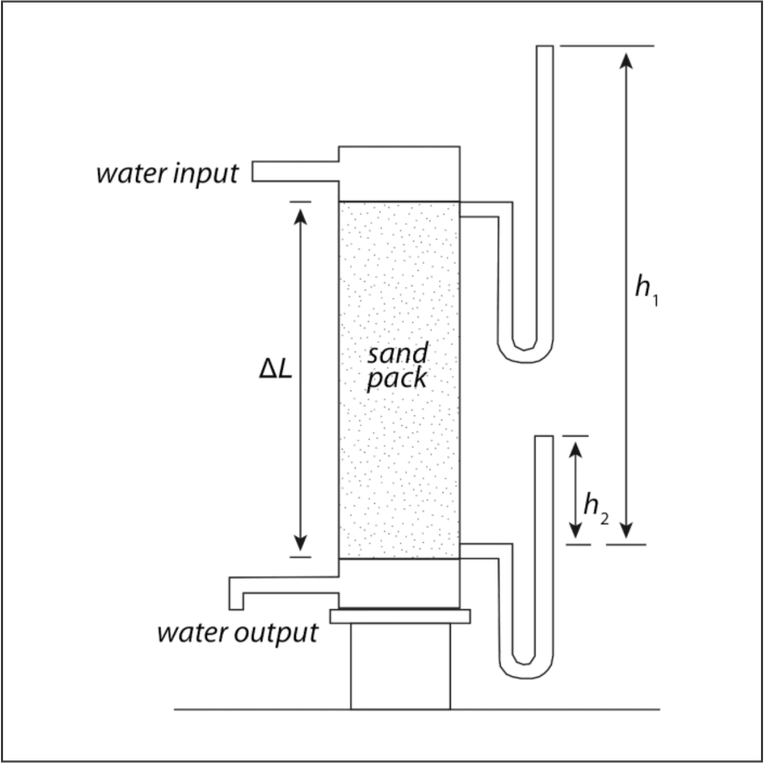 water input
h₁
ΔL
sand
pack
h₂
water output